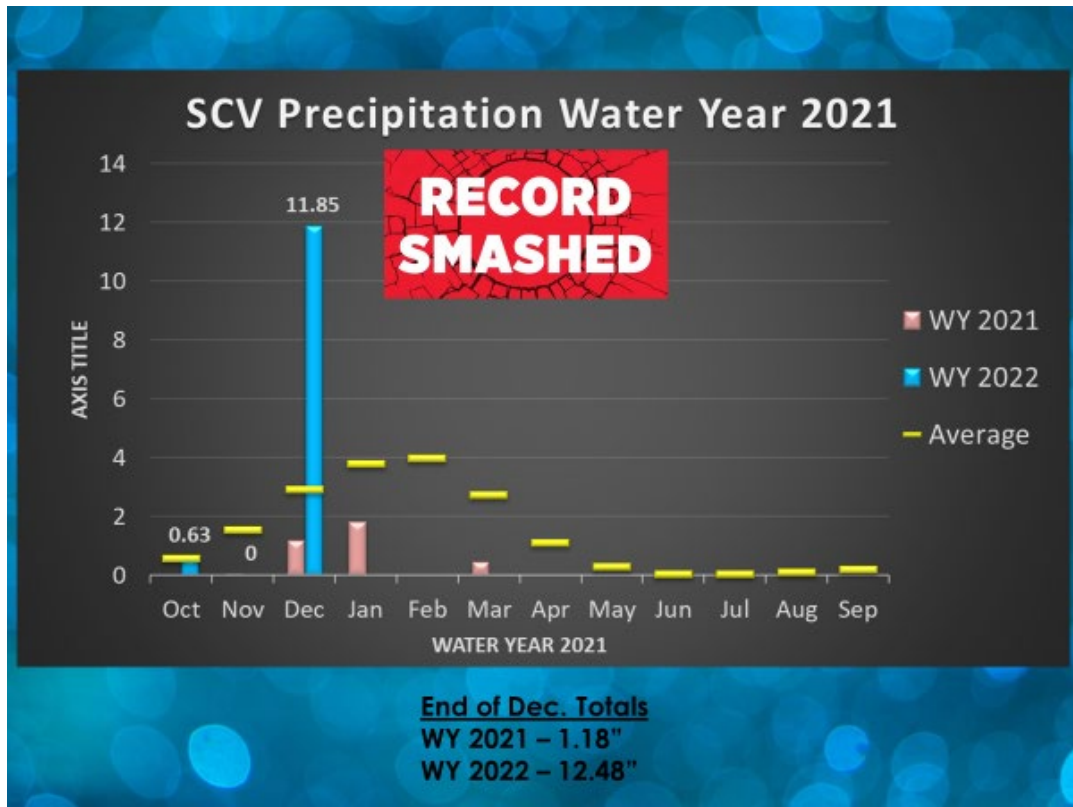 SCV Precipitation Water Year 2021
RECORD
SMASHED
14
12
10
8
6
4
2
0
AXIS TITLE
11.85
0.63
0
Oct Nov Dec Jan Feb Mar Apr May Jun Jul Aug Sep
WATER YEAR 2021
WY 2021
WY 2022
Average
End of Dec. Totals
WY 2021 – 1.18”
WY 2022 – 12.48”